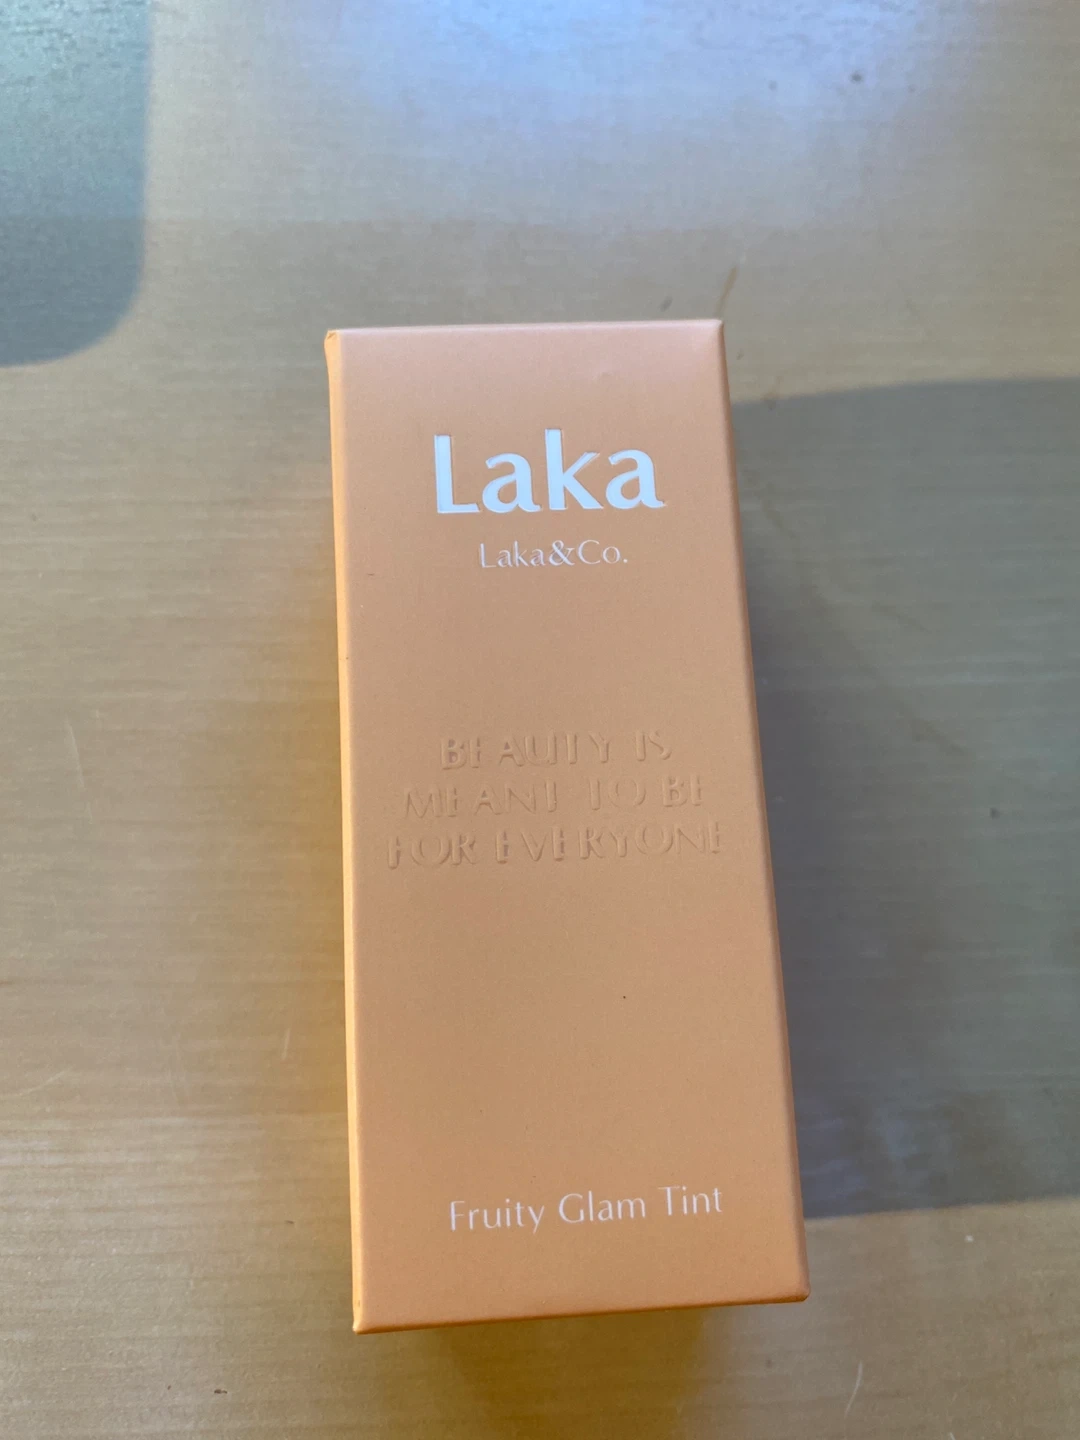 Laka
Laka&Co.
BEAUTY IS
MEANT TO BE
FOR EVERYONE
Fruity Glam Tint